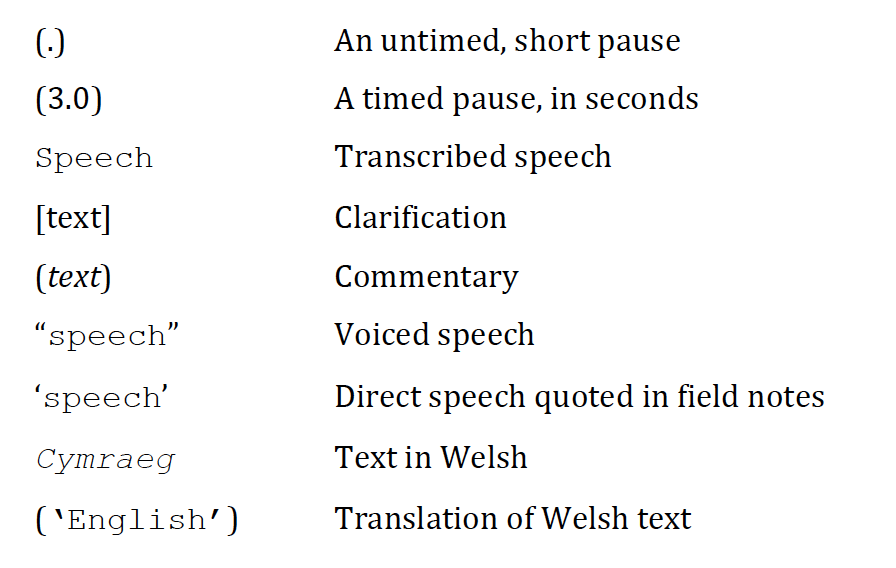 (.) An untimed, short pause
(3.0) A timed pause, in seconds
Speech Transcribed speech
[text] Clarification
(text) Commentary
“speech” Voiced speech
‘speech’ Direct speech quoted in field notes
Cymraeg Text in Welsh
(‘English’) Translation of Welsh text